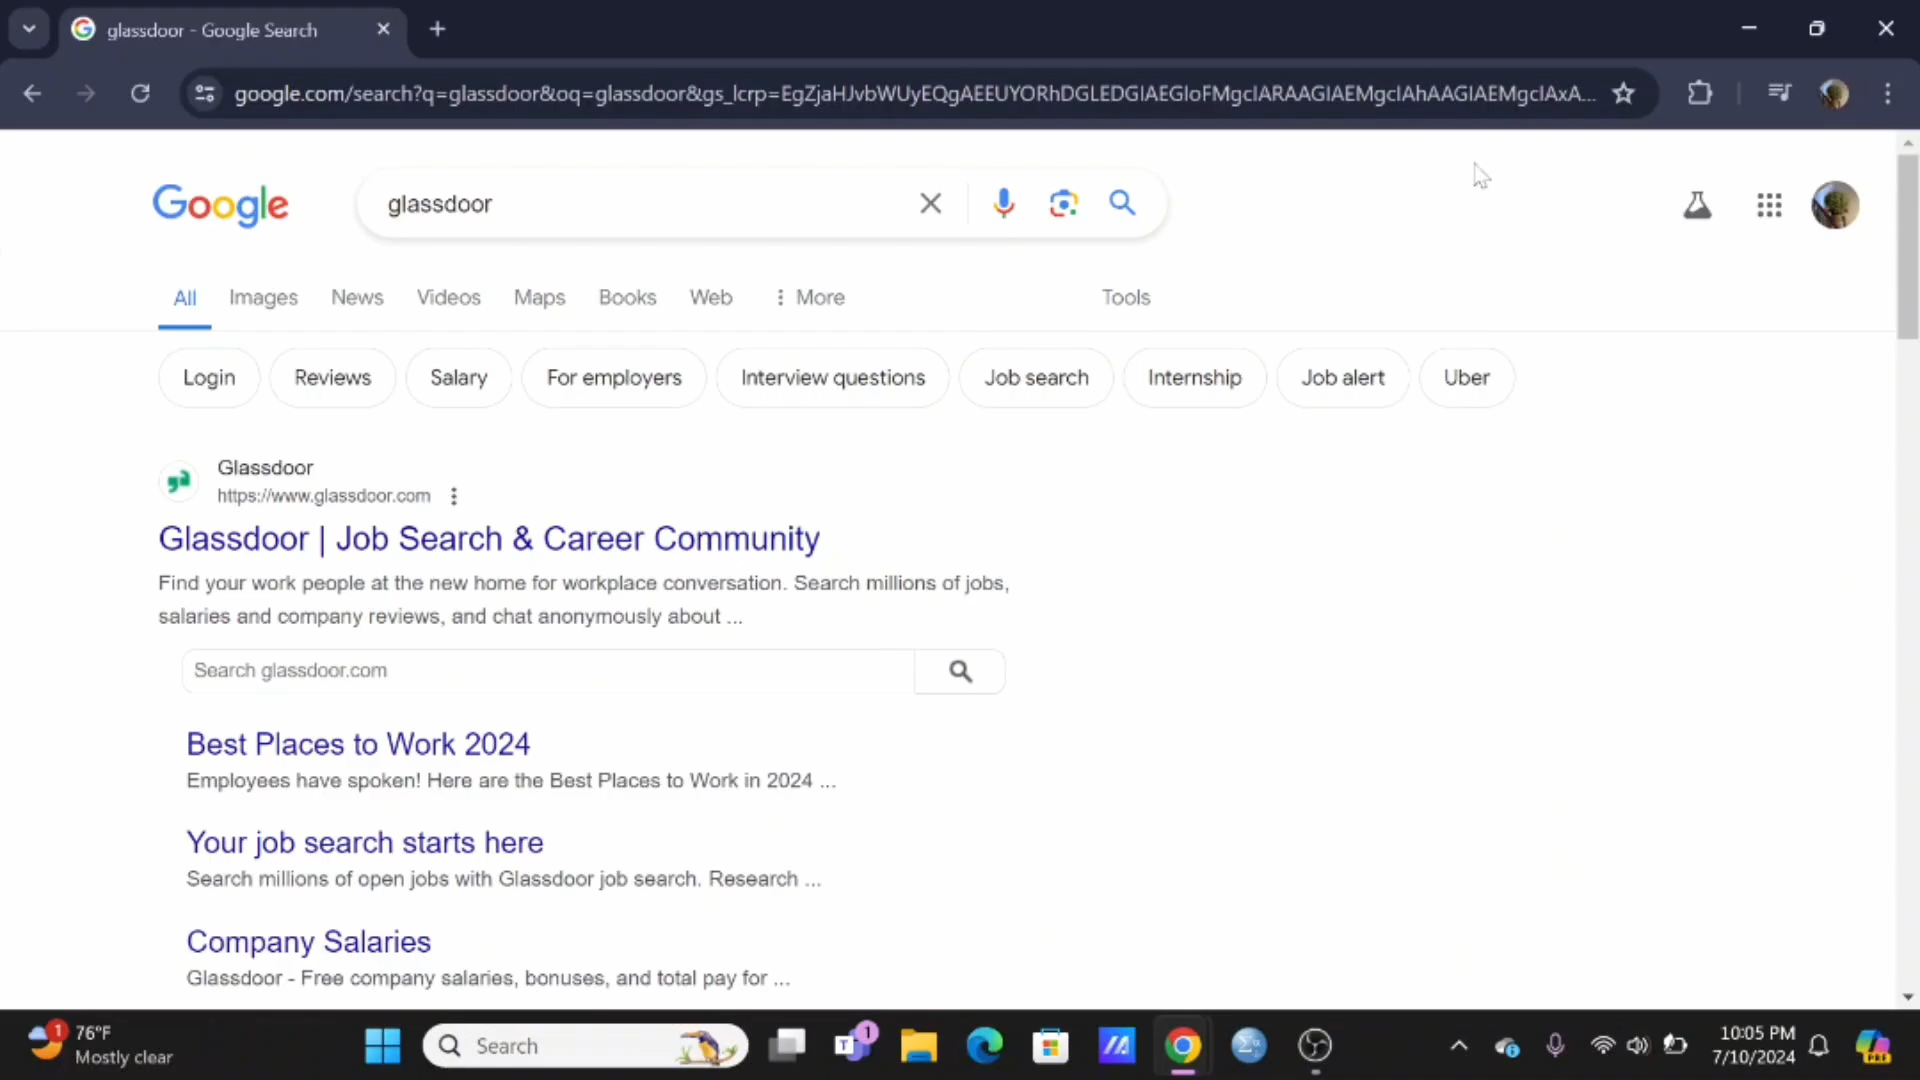 glassdoor - Google Search
google.com/search?q=glassdoor&oq=glassdoor&gs_lcrp=EgZjaHJvbWUyEQgAEEUYORhDGLEDGIAEGIoFMgcIARAAGIAEMgcIAhAAGIAEMgcIAxA...
Google
glassdoor
All
Images
News
Videos
Maps
Books
Web
More
Tools
Login
Reviews
Salary
For employers
Interview questions
Job search
Internship
Job alert
Uber
Glassdoor
https://www.glassdoor.com
Glassdoor | Job Search & Career Community
Find your work people at the new home for workplace conversation. Search millions of jobs,
salaries and company reviews, and chat anonymously about ...
Search glassdoor.com
Best Places to Work 2024
Employees have spoken! Here are the Best Places to Work in 2024 ...
Your job search starts here
Search millions of open jobs with Glassdoor job search. Research ...
Company Salaries
Glassdoor - Free company salaries, bonuses, and total pay for ...
1
76°F
Mostly clear
Search
1
10:05 PM
7/10/2024
PRE